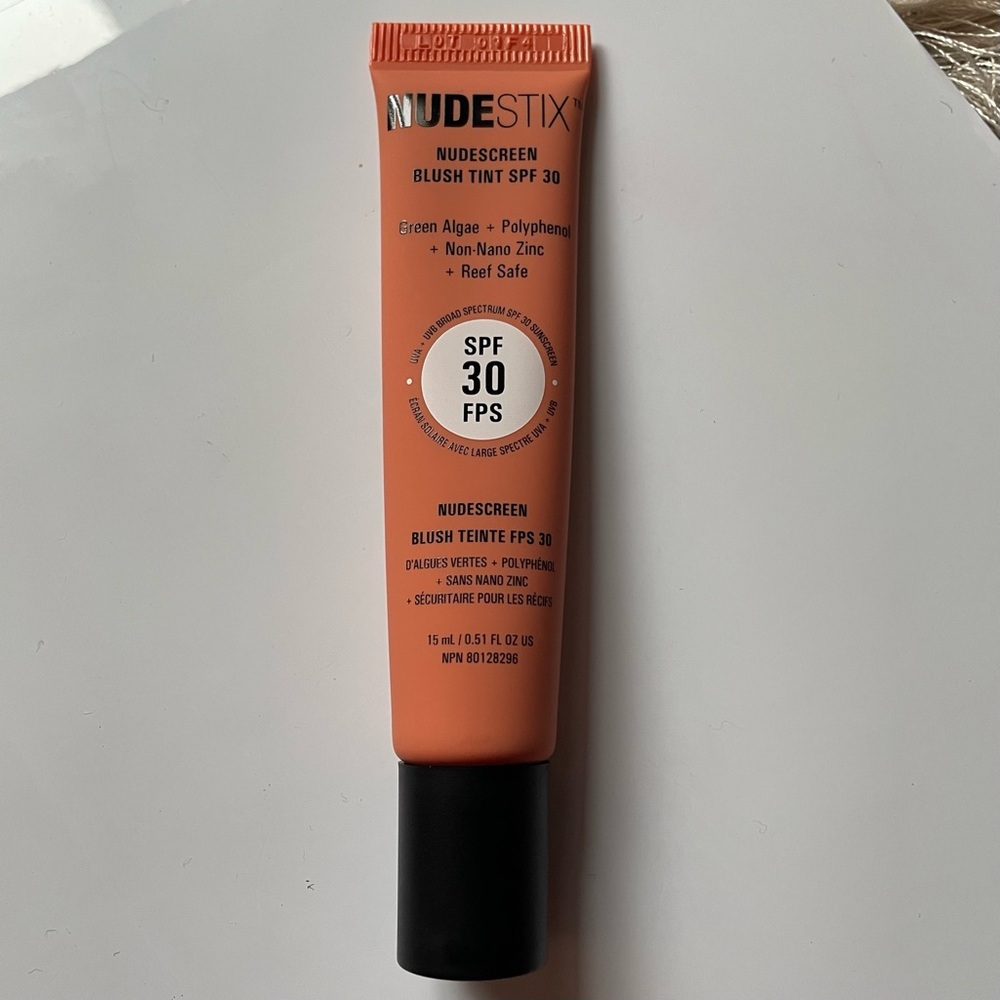 NUDESTIX™
NUDESCREEN
BLUSH TINT SPF 30
Green Algae + Polyphenol
+ Non-Nano Zinc
+ Reef Safe
UVA + UVB BROAD SPECTRUM SPF 30 SUNSCREEN
SPF
30
FPS
ÉCRAN SOLAIRE AVEC LARGE SPECTRE UVA + UVB
NUDESCREEN
BLUSH TEINTE FPS 30
D'ALGUES VERTES + POLYPHÉNOL
+ SANS NANO ZINC
+ SÉCURITAIRE POUR LES RÉCIFS
15 mL / 0.51 FL OZ US
NPN 80128296